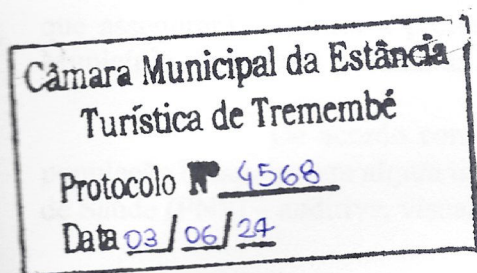 Câmara Municipal da Estância
Turística de Tremembé
Protocolo Nº 4568
Data 03 / 06 / 24